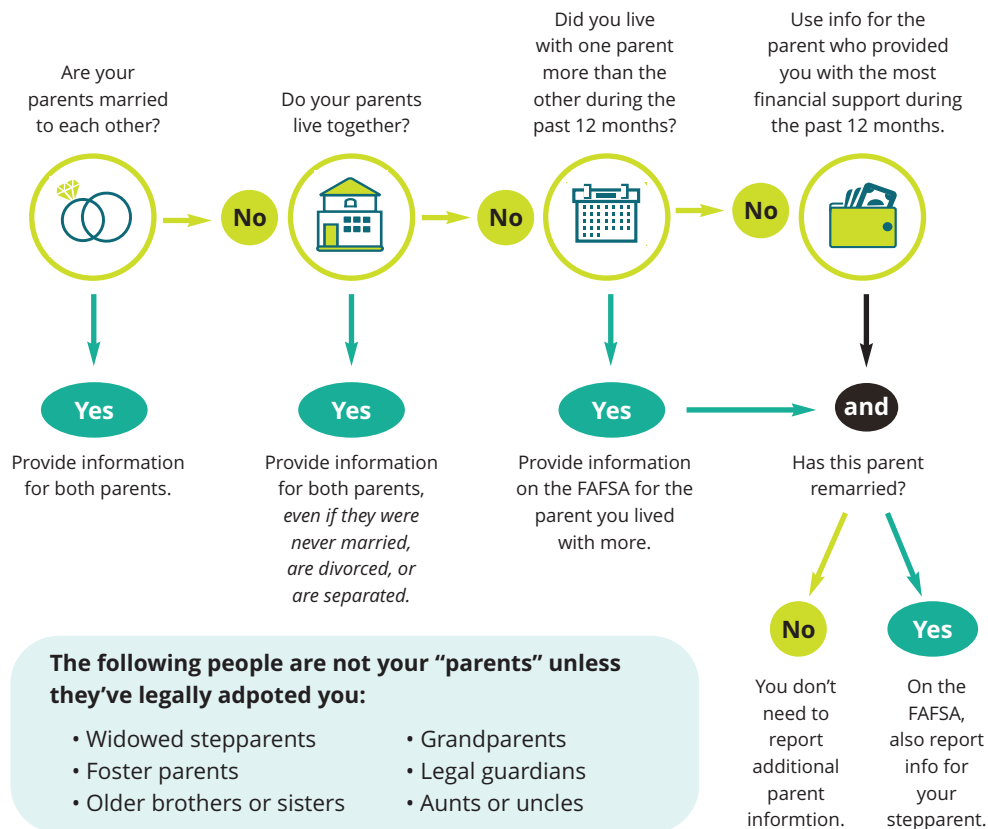 Are your
parents married
to each other?
Do your parents
live together?
Did you live
with one parent
more than the
other during the
past 12 months?
Use info for the
parent who provided
you with the most
financial support during
the past 12 months.
No
No
No
Yes
Provide information
for both parents.
Yes
Provide information
for both parents,
even if they were
never married,
are divorced, or
are separated.
Yes
Provide information
on the FAFSA for the
parent you lived
with more.
and
Has this parent
remarried?
No
You don’t
need to
report
additional
parent
informtion.
Yes
On the
FAFSA,
also report
info for
your
stepparent.
The following people are not your “parents” unless
they’ve legally adpoted you:
• Widowed stepparents
• Foster parents
• Older brothers or sisters
• Grandparents
• Legal guardians
• Aunts or uncles